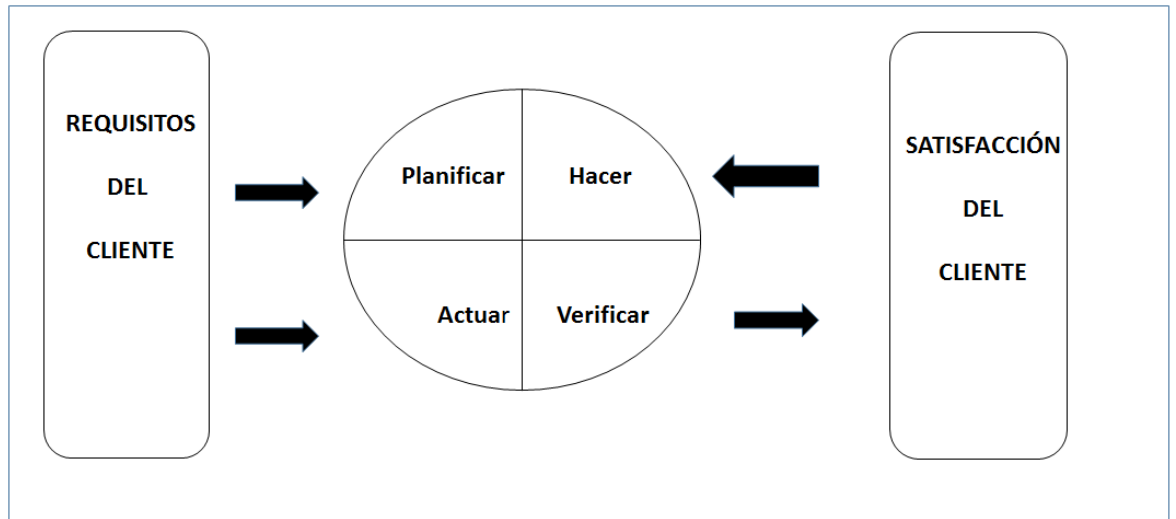 REQUISITOS
DEL
CLIENTE
Planificar
Hacer
Actuar
Verificar
SATISFACCIÓN
DEL
CLIENTE